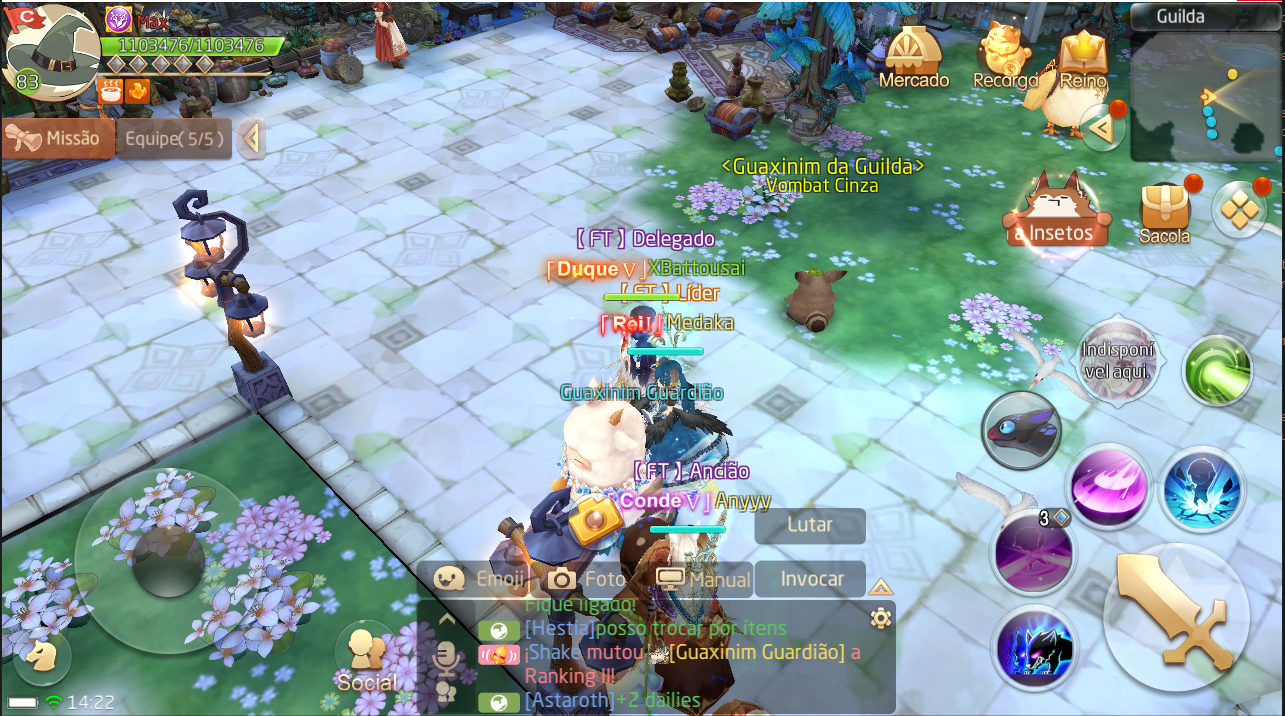 Max
1103476/1103476
83
Missão
Equipe( 5/5 )
Guilda
Mercado
Recarga
Reino
<Guaxinim da Guilda>
Vombat Cinza
a Insetos
Sacola
【FT】Delegado
「Duque V」XBattousai
【FT】Líder
「Rei I」Medaka
Indisponí
vel aqui.
Guaxinim Guardião
【FT】Ancião
Conde V」Anyyy
3
Lutar
Emoji
Foto
Manual
Invocar
Fique ligado!
[Hestia]posso trocar por ítens
¡Shake mutou [Guaxinim Guardião] a
Ranking III!
[Astaroth]+2 dailies
Social
14:22